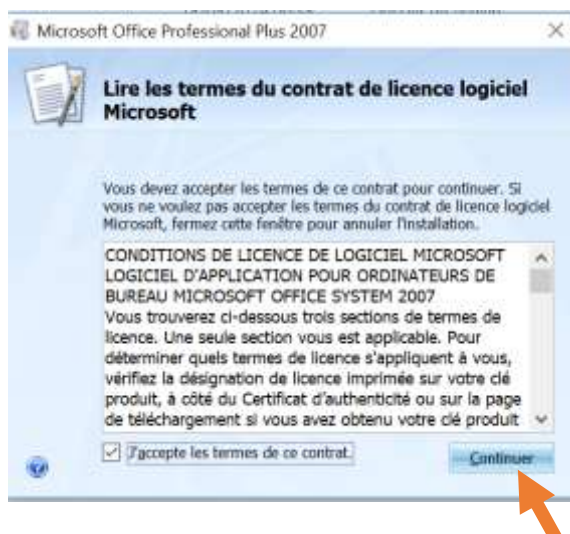 Microsoft Office Professional Plus 2007
Lire les termes du contrat de licence logiciel
Microsoft
Vous devez accepter les termes de ce contrat pour continuer. Si
vous ne voulez pas accepter les termes du contrat de licence logiciel
Microsoft, fermez cette fenêtre pour annuler l'installation.
CONDITIONS DE LICENCE DE LOGICIEL MICROSOFT
LOGICIEL D'APPLICATION POUR ORDINATEURS DE
BUREAU MICROSOFT OFFICE SYSTEM 2007
Vous trouverez ci-dessous trois sections de termes de
licence. Une seule section vous est applicable. Pour
déterminer quels termes de licence s'appliquent à vous,
vérifiez la désignation de licence imprimée sur votre clé
produit, à côté du Certificat d'authenticité ou sur la page
de téléchargement si vous avez obtenu votre clé produit
J'accepte les termes de ce contrat.
Continuer